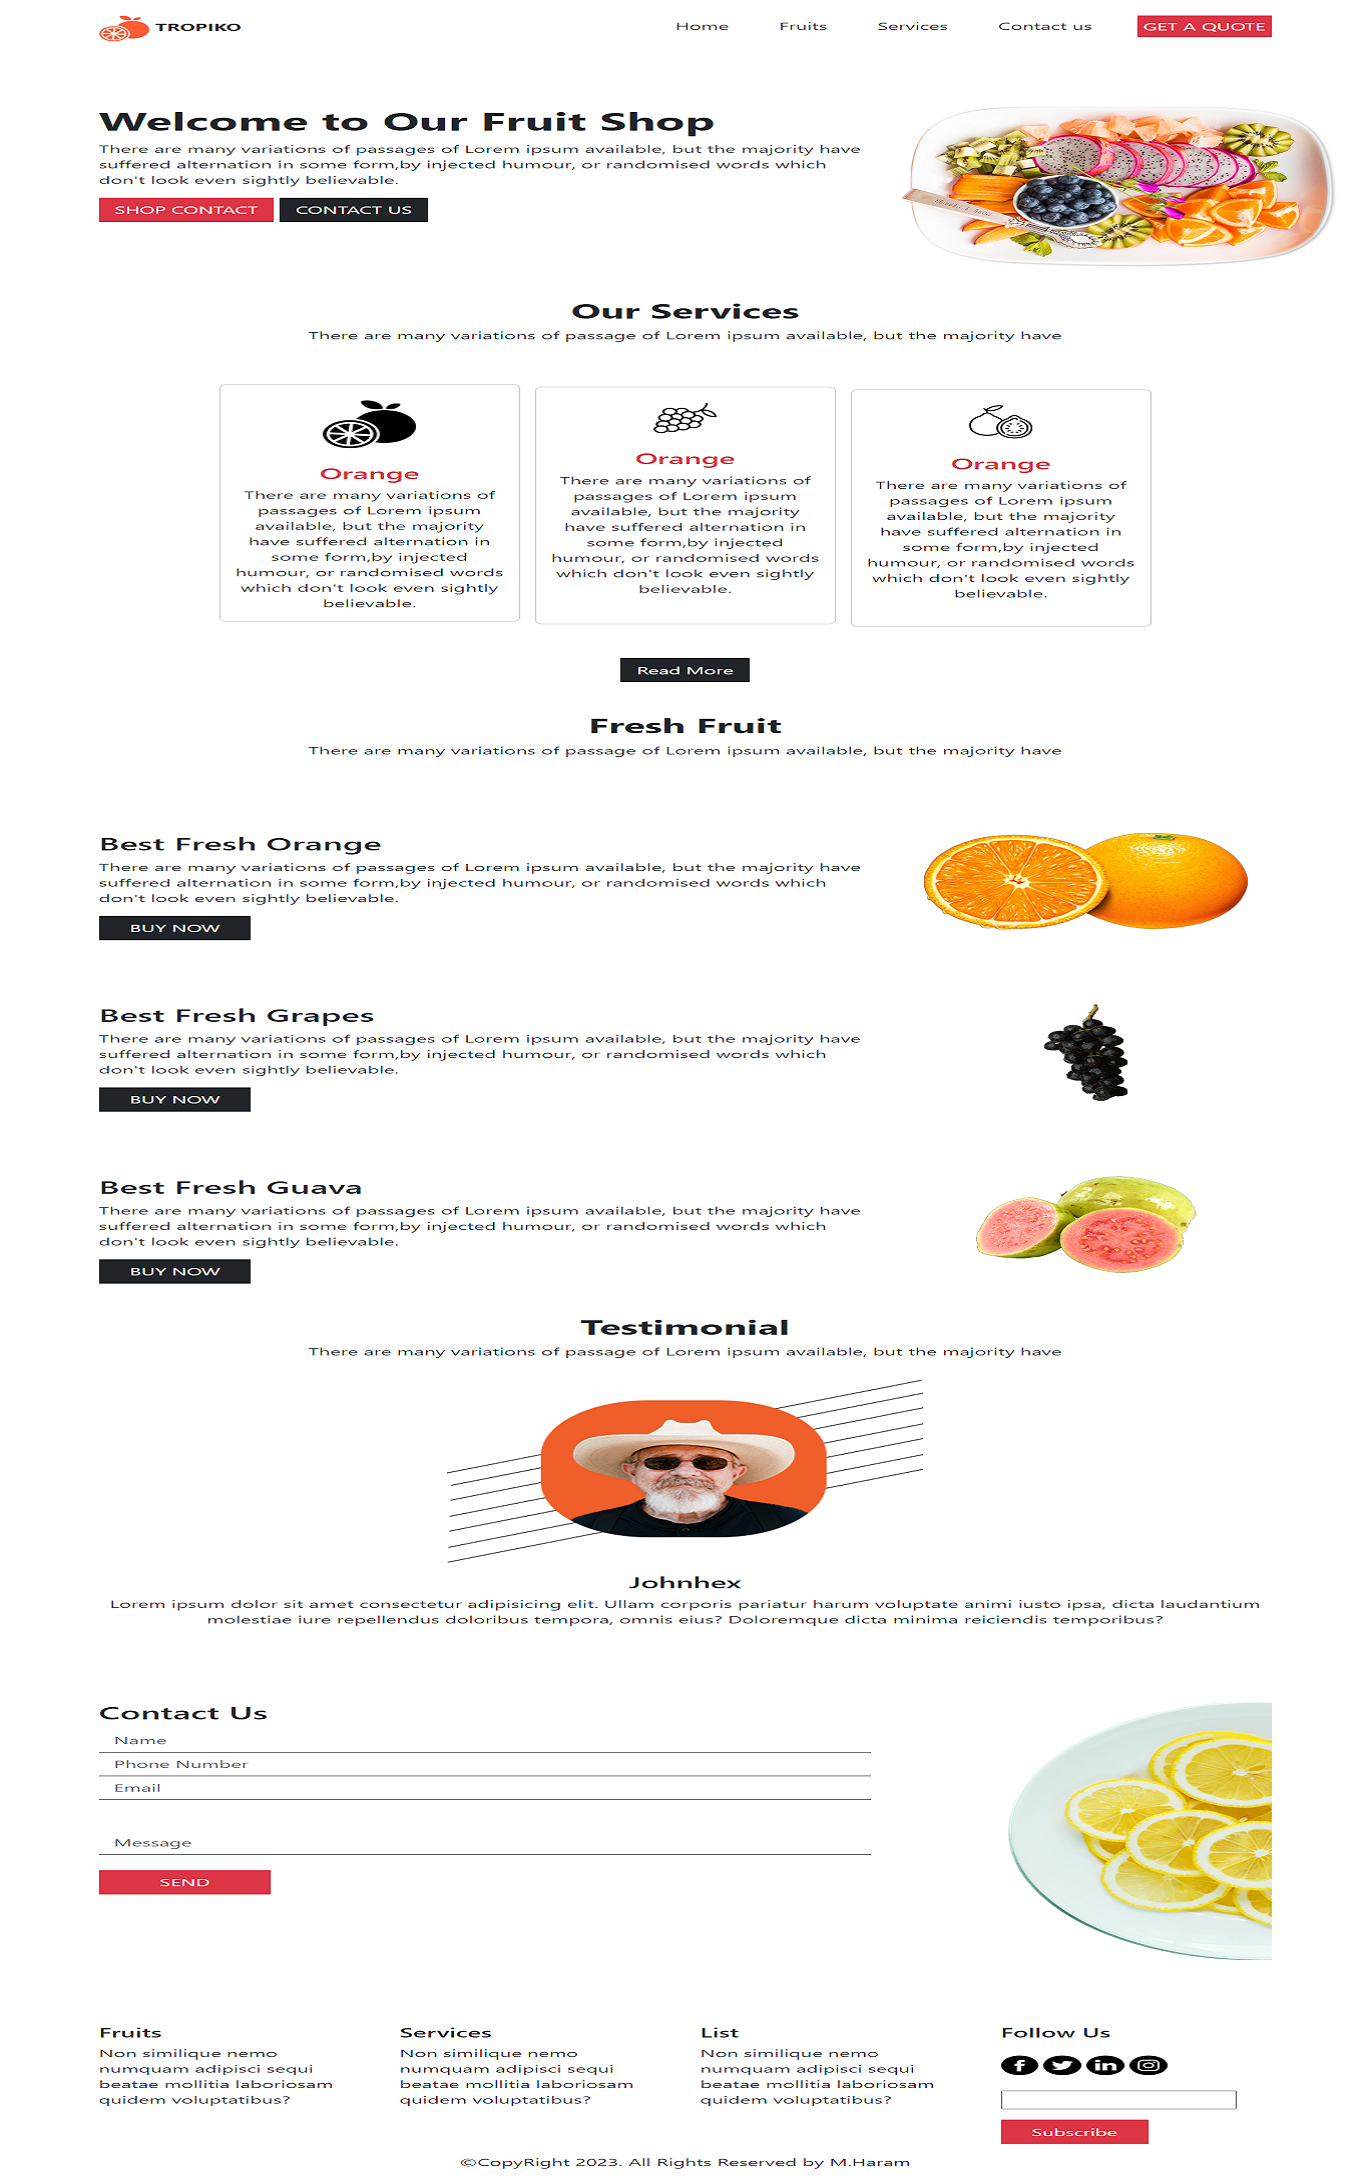 TROPIKO
Home
Fruits
Services
Contact us
GET A QUOTE
Welcome to Our Fruit Shop
There are many variations of passages of Lorem ipsum available, but the majority have
suffered alternation in some form,by injected humour, or randomised words which
don't look even sightly believable.
SHOP CONTACT
CONTACT US
Our Services
There are many variations of passage of Lorem ipsum available, but the majority have
Orange
There are many variations of
passages of Lorem ipsum
available, but the majority
have suffered alternation in
some form,by injected
humour, or randomised words
which don't look even sightly
believable.
Orange
There are many variations of
passages of Lorem ipsum
available, but the majority
have suffered alternation in
some form,by injected
humour, or randomised words
which don't look even sightly
believable.
Orange
There are many variations of
passages of Lorem ipsum
available, but the majority
have suffered alternation in
some form,by injected
humour, or randomised words
which don't look even sightly
believable.
Read More
Fresh Fruit
There are many variations of passage of Lorem ipsum available, but the majority have
Best Fresh Orange
There are many variations of passages of Lorem ipsum available, but the majority have
suffered alternation in some form,by injected humour, or randomised words which
don't look even sightly believable.
BUY NOW
Best Fresh Grapes
There are many variations of passages of Lorem ipsum available, but the majority have
suffered alternation in some form,by injected humour, or randomised words which
don't look even sightly believable.
BUY NOW
Best Fresh Guava
There are many variations of passages of Lorem ipsum available, but the majority have
suffered alternation in some form,by injected humour, or randomised words which
don't look even sightly believable.
BUY NOW
Testimonial
There are many variations of passage of Lorem ipsum available, but the majority have
Johnhex
Lorem ipsum dolor sit amet consectetur adipisicing elit. Ullam corporis pariatur harum voluptate animi iusto ipsa, dicta laudantium
molestiae iure repellendus doloribus tempora, omnis eius? Doloremque dicta minima reiciendis temporibus?
Contact Us
Name
Phone Number
Email
Message
SEND
Fruits
Non similique nemo
numquam adipisci sequi
beatae mollitia laboriosam
quidem voluptatibus?
Services
Non similique nemo
numquam adipisci sequi
beatae mollitia laboriosam
quidem voluptatibus?
List
Non similique nemo
numquam adipisci sequi
beatae mollitia laboriosam
quidem voluptatibus?
Follow Us
Subscribe
©CopyRight 2023. All Rights Reserved by M.Haram